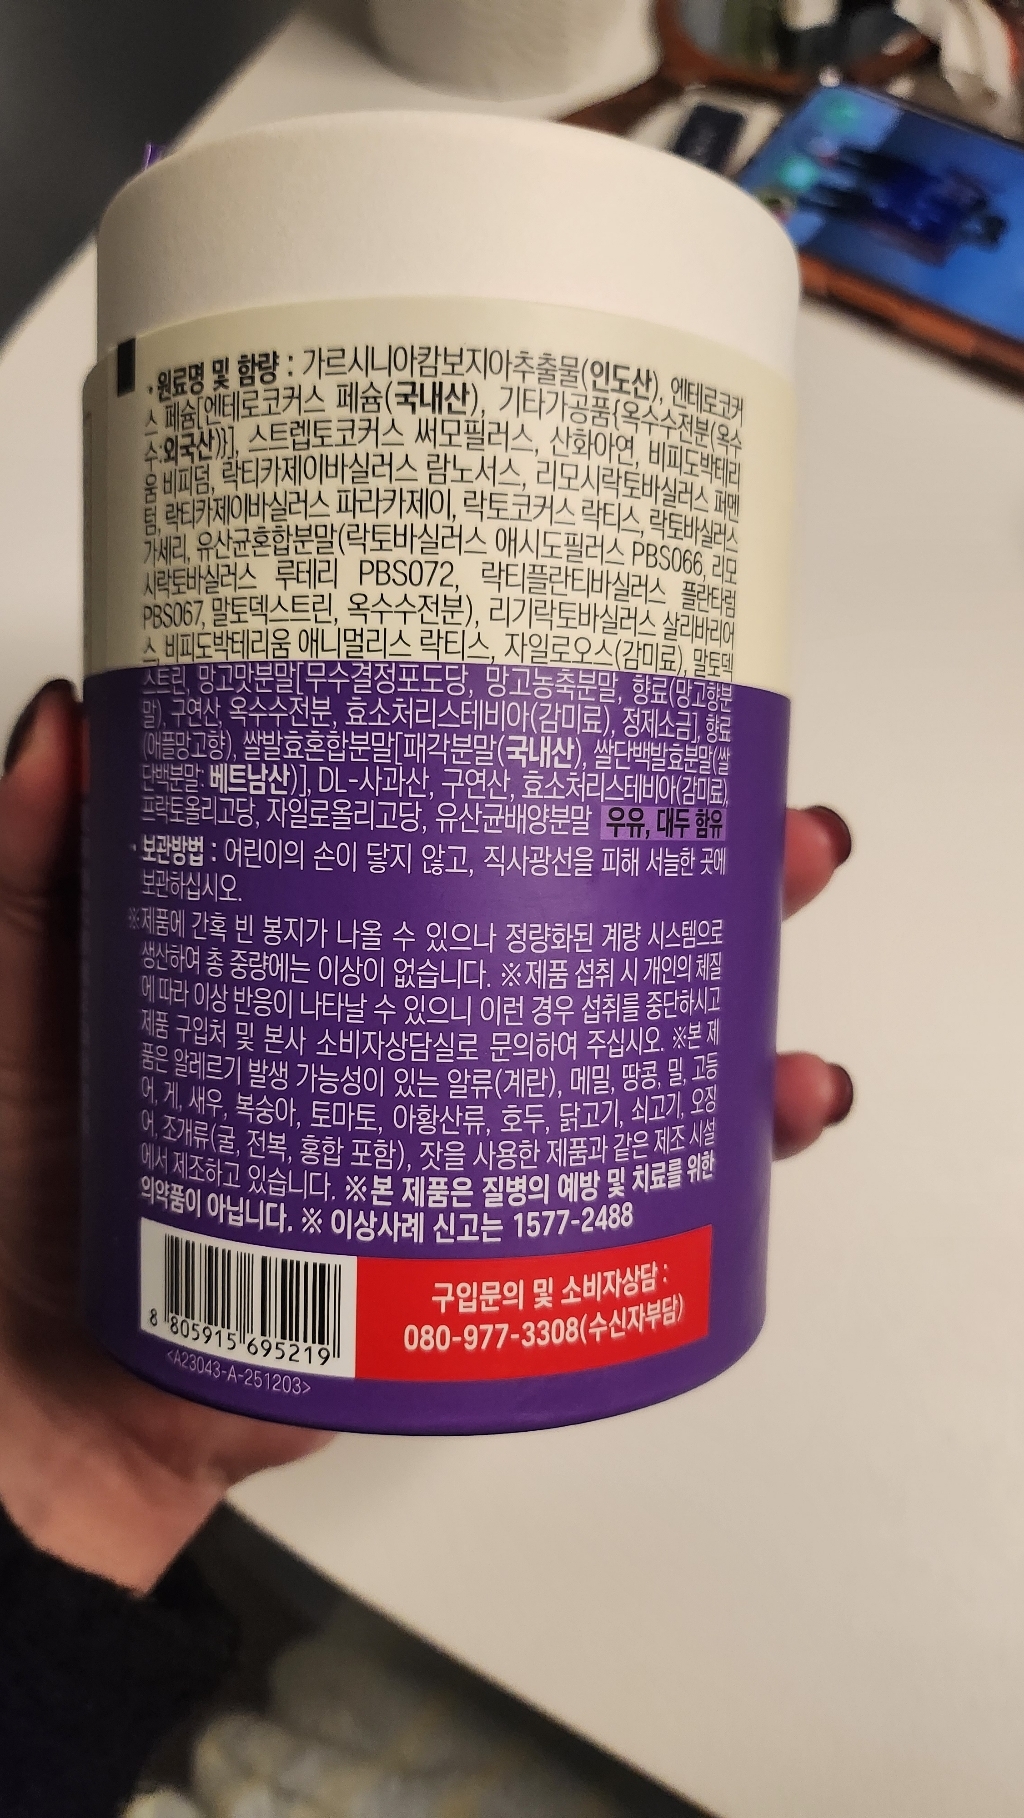 · 원료명 및 함량 : 가르시니아캄보지아추출물(인도산), 엔테로코커
스 페슘[엔테로코커스 페슘(국내산), 기타가공품{옥수수전분(옥수
수:외국산)}], 스트렙토코커스 써모필러스, 산화아연, 비피도박테리
움 비피덤, 락티카제이바실러스 람노서스, 리모시락토바실러스 퍼멘
텀, 락티카제이바실러스 파라카제이, 락토코커스 락티스, 락토바실러스
가세리, 유산균혼합분말(락토바실러스 애시도필러스 PBS066, 리모
시락토바실러스 루테리 PBS072, 락티플란티바실러스 플란타럼
PBS067, 말토덱스트린, 옥수수전분), 리기락토바실러스 살리바리어
스, 비피도박테리움 애니멀리스 락티스, 자일로오스(감미료), 말토덱
스트린, 망고맛분말[무수결정포도당, 망고농축분말, 향료(망고향분
말), 구연산, 옥수수전분, 효소처리스테비아(감미료), 정제소금], 향료
(애플망고향), 쌀발효혼합분말[패각분말(국내산), 쌀단백발효분말(쌀
단백분말: 베트남산)], DL-사과산, 구연산, 효소처리스테비아(감미료),
프락토올리고당, 자일로올리고당, 유산균배양분말 우유, 대두 함유
· 보관방법 : 어린이의 손이 닿지 않고, 직사광선을 피해 서늘한 곳에
보관하십시오.
※제품에 간혹 빈 봉지가 나올 수 있으나 정량화된 계량 시스템으로
생산하여 총 중량에는 이상이 없습니다. ※제품 섭취 시 개인의 체질
에 따라 이상 반응이 나타날 수 있으니 이런 경우 섭취를 중단하시고
제품 구입처 및 본사 소비자상담실로 문의하여 주십시오. ※본 제
품은 알레르기 발생 가능성이 있는 알류(계란), 메밀, 땅콩, 밀, 고등
어, 게, 새우, 복숭아, 토마토, 아황산류, 호두, 닭고기, 쇠고기, 오징
어, 조개류(굴, 전복, 홍합 포함), 잣을 사용한 제품과 같은 제조 시설
에서 제조하고 있습니다. ※본 제품은 질병의 예방 및 치료를 위한
의약품이 아닙니다. ※ 이상사례 신고는 1577-2488
구입문의 및 소비자상담 :
080-977-3308(수신자부담)
8 805915 695219
<A23043-A-251203>